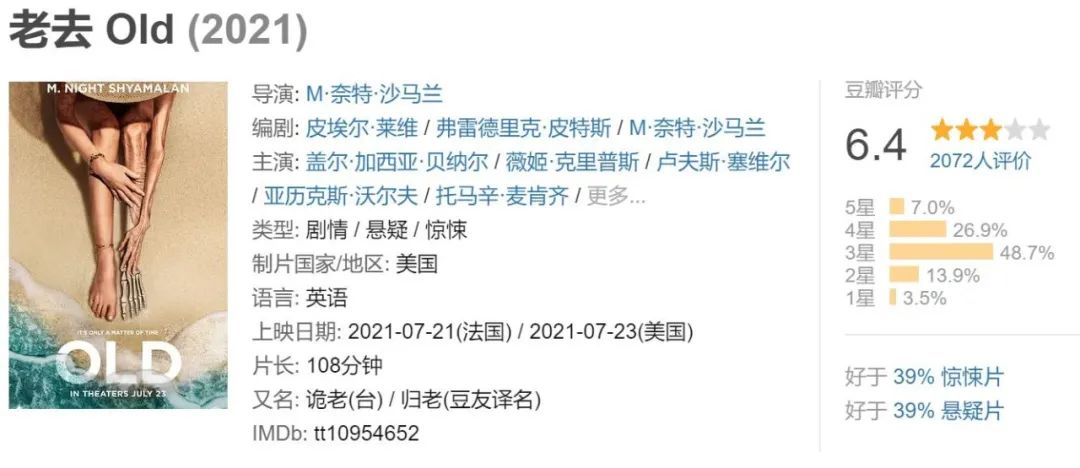 老去 Old (2021)
M. NIGHT SHYAMALAN
IT'S ONLY A MATTER OF TIME
OLD
IN THEATERS JULY 23
导演: M·奈特·沙马兰
编剧: 皮埃尔·莱维 / 弗雷德里克·皮特斯 / M·奈特·沙马兰
主演: 盖尔·加西亚·贝纳尔 / 薇姬·克里普斯 / 卢夫斯·塞维尔
/ 亚历克斯·沃尔夫 / 托马辛·麦肯齐 / 更多...
类型: 剧情 / 悬疑 / 惊悚
制片国家/地区: 美国
语言: 英语
上映日期: 2021-07-21(法国) / 2021-07-23(美国)
片长: 108分钟
又名: 诡老(台) / 归老(豆友译名)
IMDb: tt10954652
豆瓣评分
6.4
2072人评价
5星 7.0%
4星 26.9%
3星 48.7%
2星 13.9%
1星 3.5%
好于 39% 惊悚片
好于 39% 悬疑片